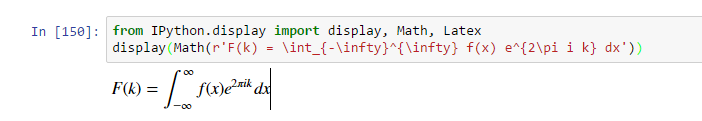 In [150]: from IPython.display import display, Math, Latex
display(Math(r'F(k) = \int_{-\infty}^{\infty} f(x) e^{2\pi i k} dx'))
F(k) = ∫_{-∞}^{∞} f(x)e^{2πik} dx